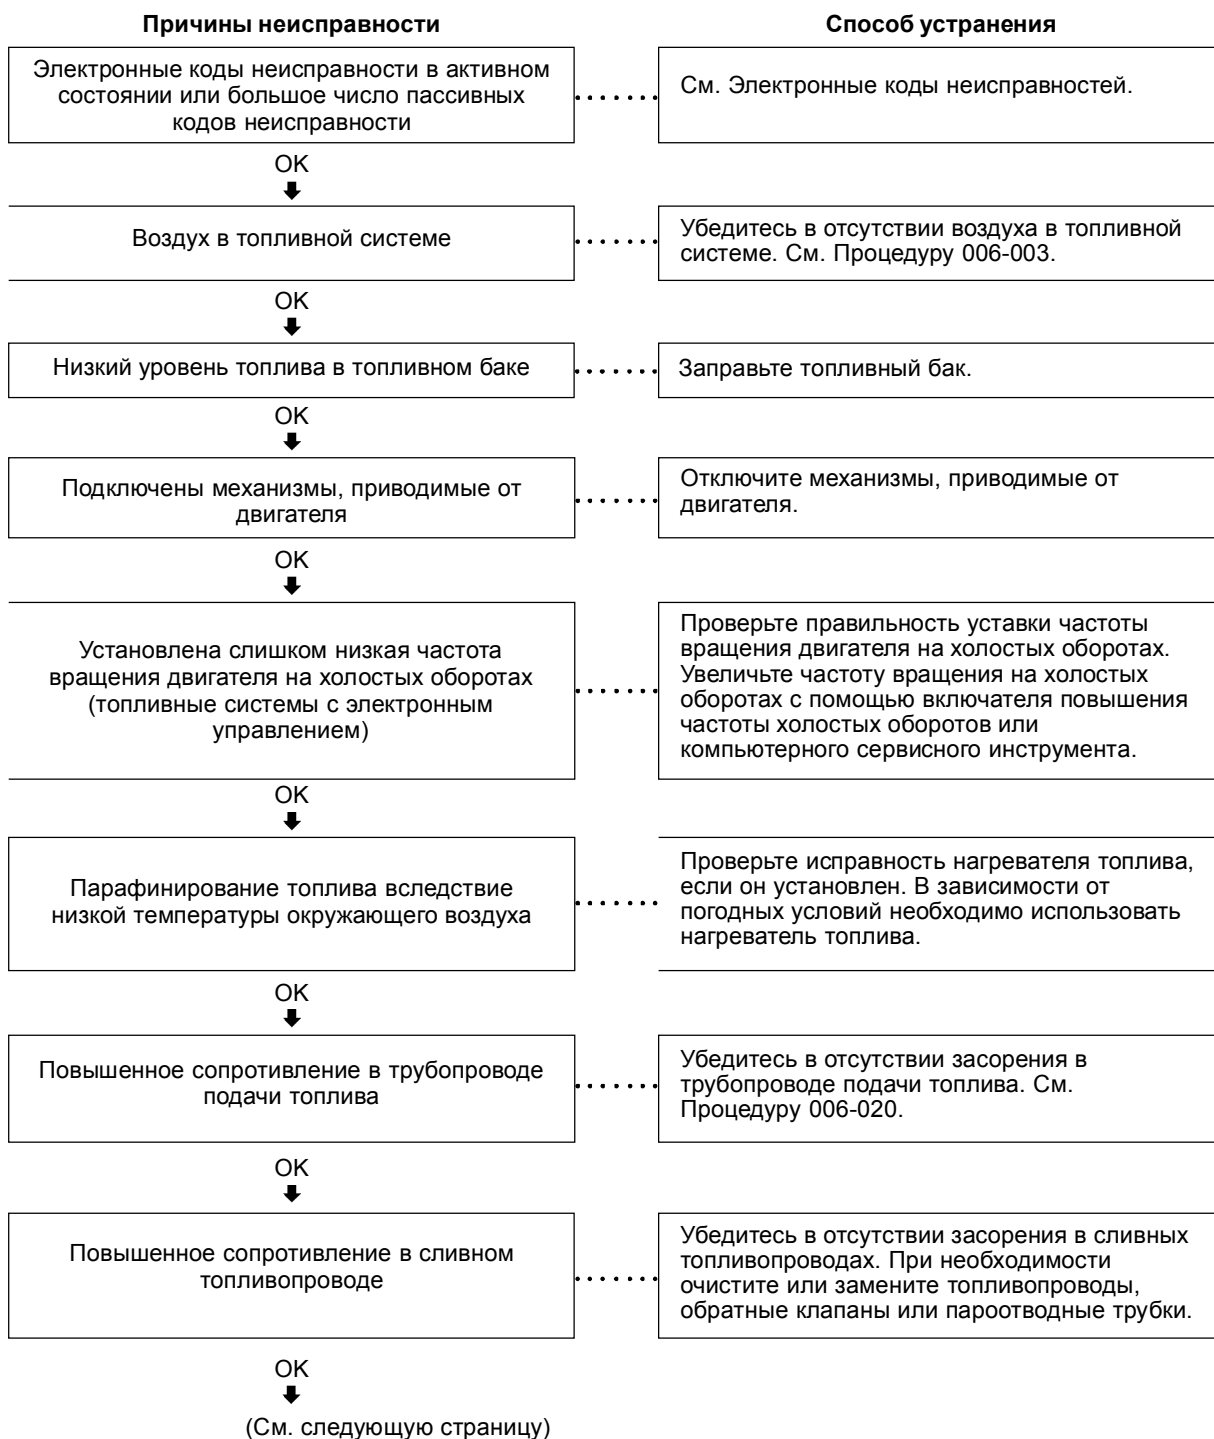 Причины неисправности
Способ устранения
Электронные коды неисправности в активном
состоянии или большое число пассивных
кодов неисправности
См. Электронные коды неисправностей.
OK
Воздух в топливной системе
Убедитесь в отсутствии воздуха в топливной
системе. См. Процедуру 006-003.
OK
Низкий уровень топлива в топливном баке
Заправьте топливный бак.
OK
Подключены механизмы, приводимые от
двигателя
Отключите механизмы, приводимые от
двигателя.
OK
Установлена слишком низкая частота
вращения двигателя на холостых оборотах
(топливные системы с электронным
управлением)
Проверьте правильность уставки частоты
вращения двигателя на холостых оборотах.
Увеличьте частоту вращения на холостых
оборотах с помощью включателя повышения
частоты холостых оборотов или
компьютерного сервисного инструмента.
OK
Парафинирование топлива вследствие
низкой температуры окружающего воздуха
Проверьте исправность нагревателя топлива,
если он установлен. В зависимости от
погодных условий необходимо использовать
нагреватель топлива.
OK
Повышенное сопротивление в трубопроводе
подачи топлива
Убедитесь в отсутствии засорения в
трубопроводе подачи топлива. См.
Процедуру 006-020.
OK
Повышенное сопротивление в сливном
топливопроводе
Убедитесь в отсутствии засорения в сливных
топливопроводах. При необходимости
очистите или замените топливопроводы,
обратные клапаны или пароотводные трубки.
OK
(См. следующую страницу)